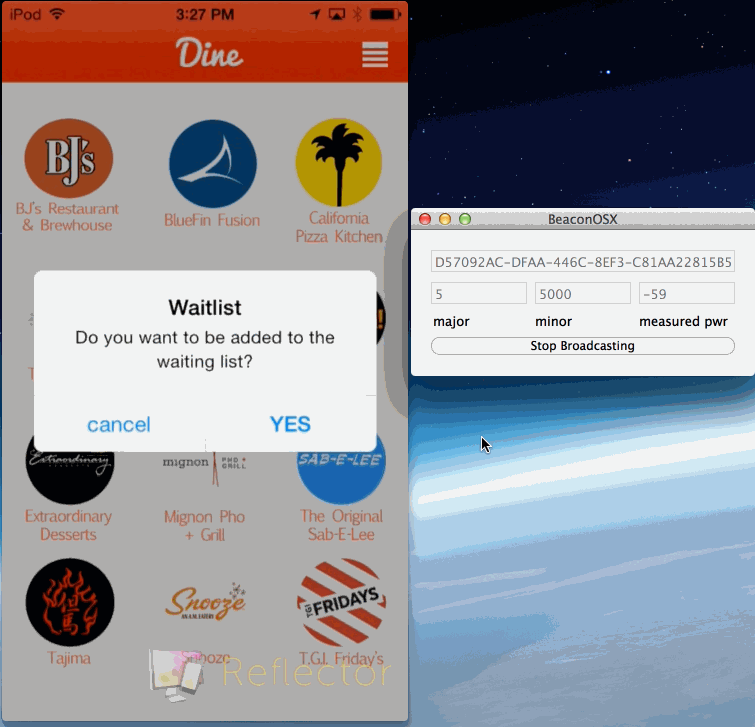 iPod 3:27 PM
Dine
BJ's
BJ's Restaurant
& Brewhouse
BlueFin Fusion
California
Pizza Kitchen
Waitlist
Do you want to be added to the
waiting list?
cancel YES
Extraordinary
Extraordinary
Desserts
mignon PHO +
GRILL
Mignon Pho
+ Grill
SAB-E-LEE
The Original
Sab-E-Lee
Tajima
Snooze
AN A.M. EATERY
Snooze
TGI FRIDAYS
T.G.I. Friday's
Reflector
BeaconOSX
D57092AC-DFAA-446C-8EF3-C81AA22815B5
5 5000 -59
major minor measured pwr
Stop Broadcasting